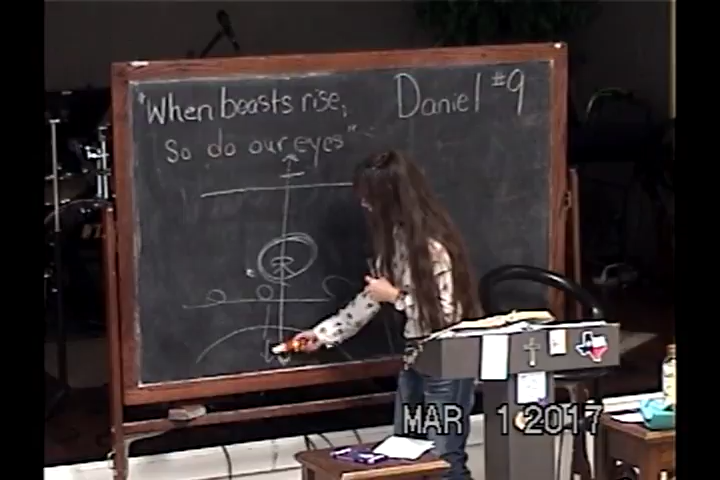 "When beasts rise,
So do our eyes"
Daniel #9
MAR 1 2017